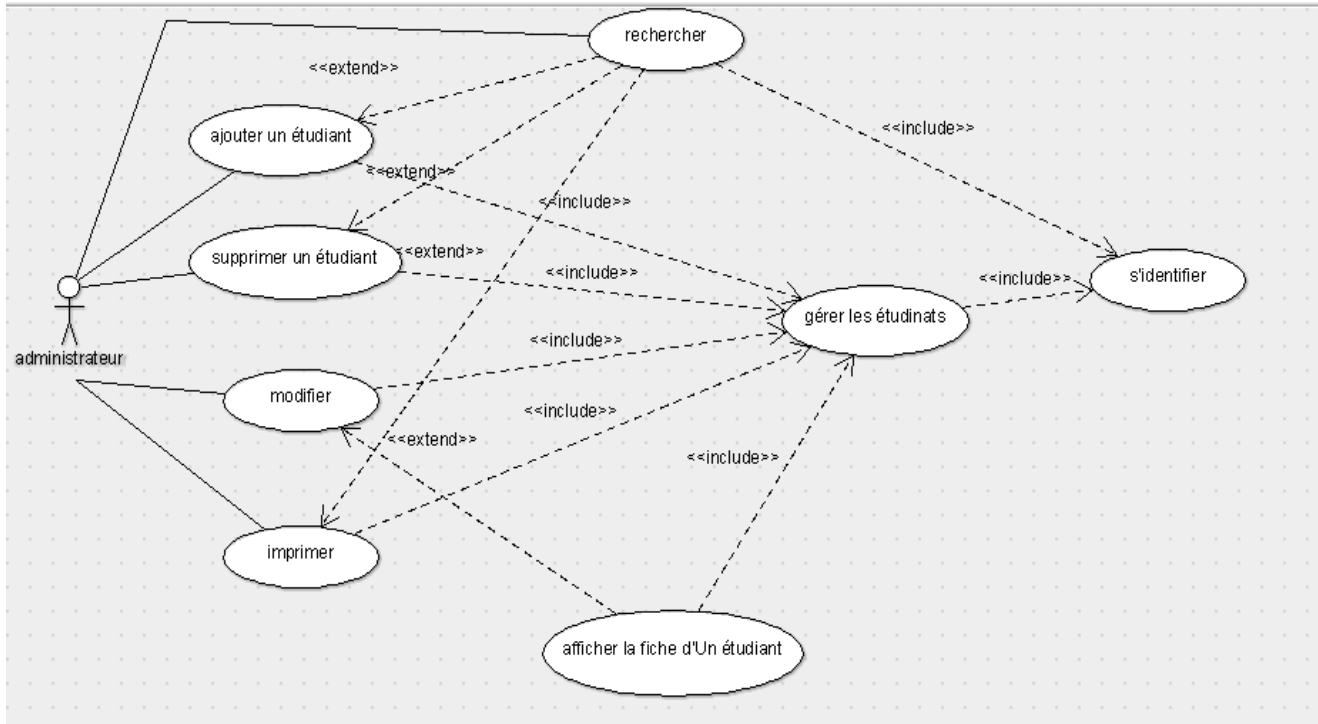 rechercher
<<extend>>
ajouter un étudiant
<<include>>
<<extend>>
<<include>>
supprimer un étudiant
<<extend>>
<<include>>
<<include>>
s'identifier
gérer les étudinats
<<include>>
administrateur
modifier
<<include>>
<<extend>>
<<include>>
imprimer
afficher la fiche d'Un étudiant